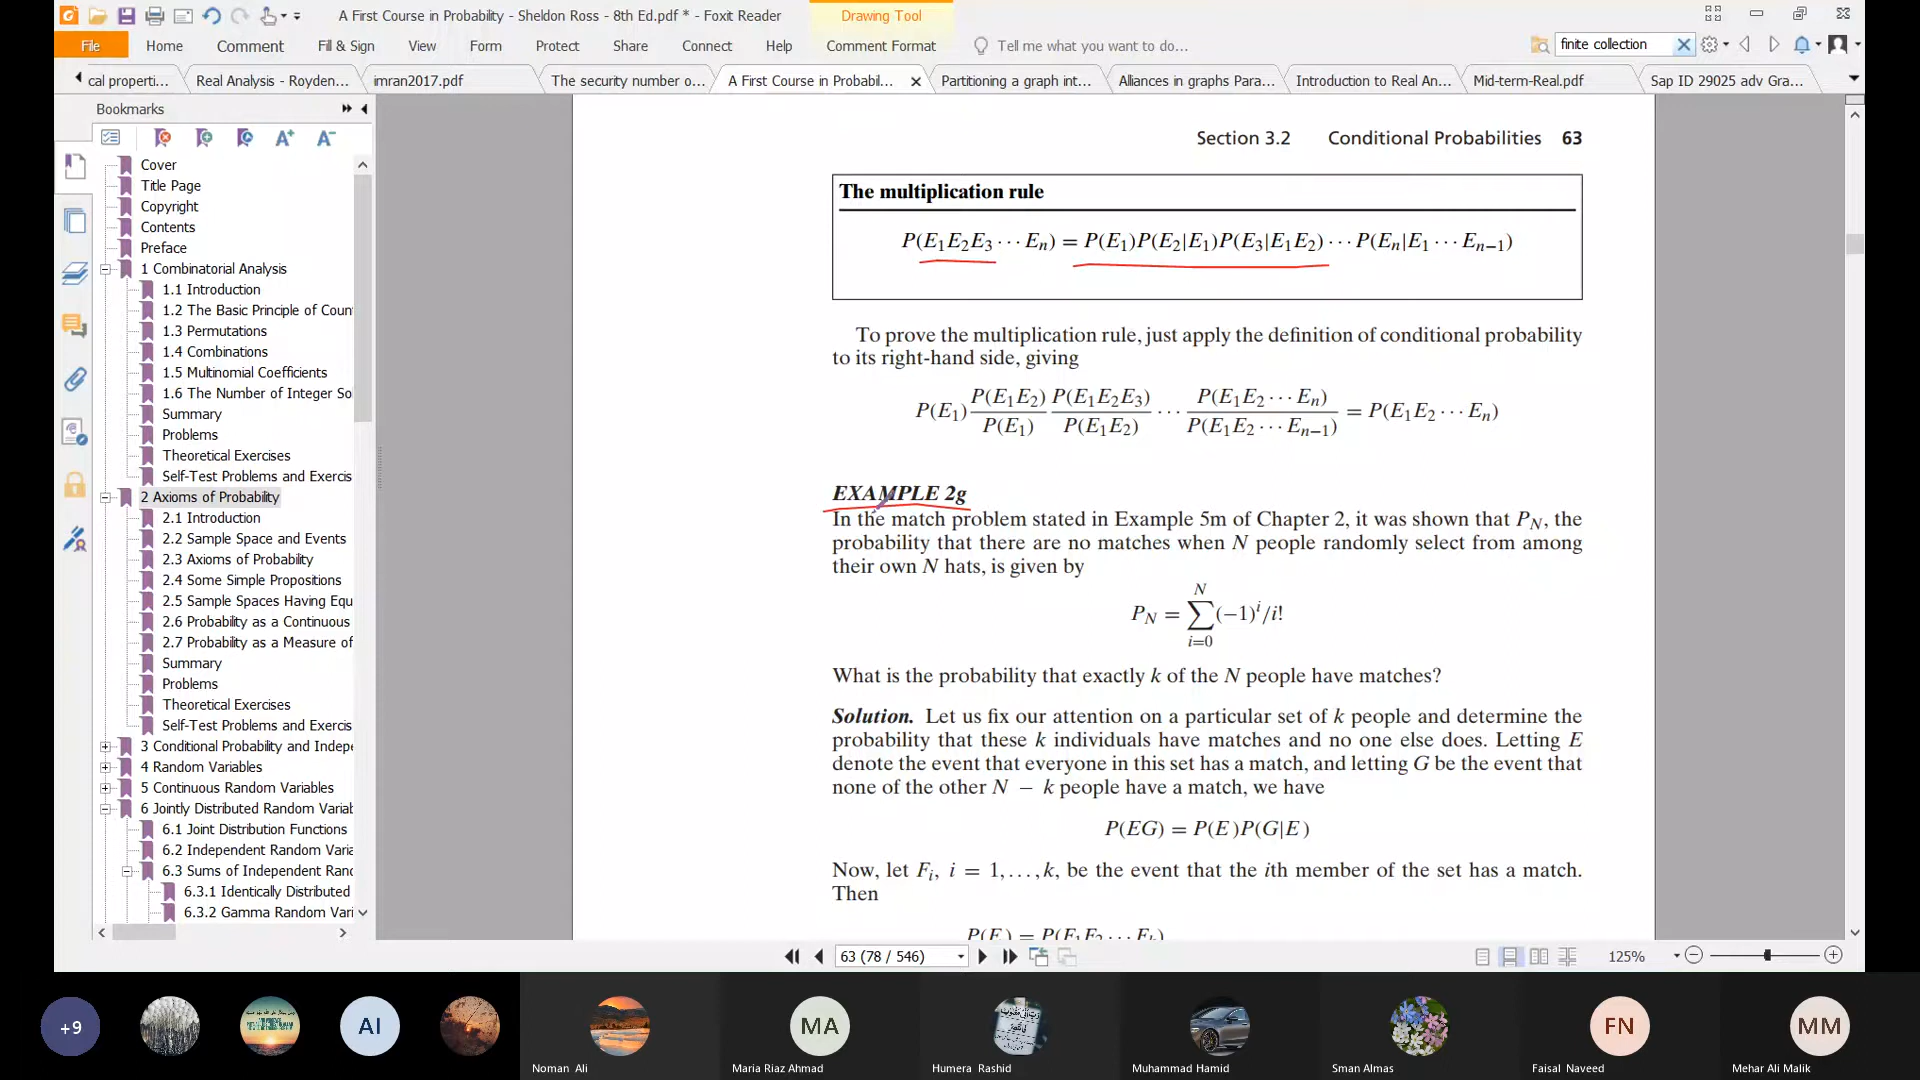 A First Course in Probability - Sheldon Ross - 8th Ed.pdf * - Foxit Reader
Drawing Tool
File
Home
Comment
Fill & Sign
View
Form
Protect
Share
Connect
Help
Comment Format
Tell me what you want to do...
finite collection
cal properti...
Real Analysis - Royden...
imran2017.pdf
The security number o...
A First Course in Probabil...
Partitioning a graph int...
Alliances in graphs Para...
Introduction to Real An...
Mid-term-Real.pdf
Sap ID 29025 adv Gra...
Bookmarks
Cover
Title Page
Copyright
Contents
Preface
1 Combinatorial Analysis
1.1 Introduction
1.2 The Basic Principle of Coun
1.3 Permutations
1.4 Combinations
1.5 Multinomial Coefficients
1.6 The Number of Integer So
Summary
Problems
Theoretical Exercises
Self-Test Problems and Exercis
2 Axioms of Probability
2.1 Introduction
2.2 Sample Space and Events
2.3 Axioms of Probability
2.4 Some Simple Propositions
2.5 Sample Spaces Having Equ
2.6 Probability as a Continuous
2.7 Probability as a Measure of
Summary
Problems
Theoretical Exercises
Self-Test Problems and Exercis
3 Conditional Probability and Indepe
4 Random Variables
5 Continuous Random Variables
6 Jointly Distributed Random Variab
6.1 Joint Distribution Functions
6.2 Independent Random Varia
6.3 Sums of Independent Rand
6.3.1 Identically Distributed
6.3.2 Gamma Random Vari
Section 3.2 Conditional Probabilities 63
The multiplication rule
P(E₁E₂E₃ ··· Eₙ) = P(E₁)P(E₂|E₁)P(E₃|E₁E₂) ··· P(Eₙ|E₁ ··· Eₙ₋₁)
To prove the multiplication rule, just apply the definition of conditional probability
to its right-hand side, giving
P(E₁) P(E₁E₂)/P(E₁) P(E₁E₂E₃)/P(E₁E₂) ··· P(E₁E₂ ··· Eₙ)/P(E₁E₂ ··· Eₙ₋₁) = P(E₁E₂ ··· Eₙ)
EXAMPLE 2g
In the match problem stated in Example 5m of Chapter 2, it was shown that P_N, the
probability that there are no matches when N people randomly select from among
their own N hats, is given by
P_N = ∑_{i=0}^{N} (−1)^i/i!
What is the probability that exactly k of the N people have matches?
Solution. Let us fix our attention on a particular set of k people and determine the
probability that these k individuals have matches and no one else does. Letting E
denote the event that everyone in this set has a match, and letting G be the event that
none of the other N − k people have a match, we have
P(EG) = P(E)P(G|E)
Now, let Fᵢ, i = 1,...,k, be the event that the ith member of the set has a match.
Then
63 (78 / 546)
125%
+9
AI
MA
FN
MM
Noman Ali
Maria Riaz Ahmad
Humera Rashid
Muhammad Hamid
Sman Almas
Faisal Naveed
Mehar Ali Malik